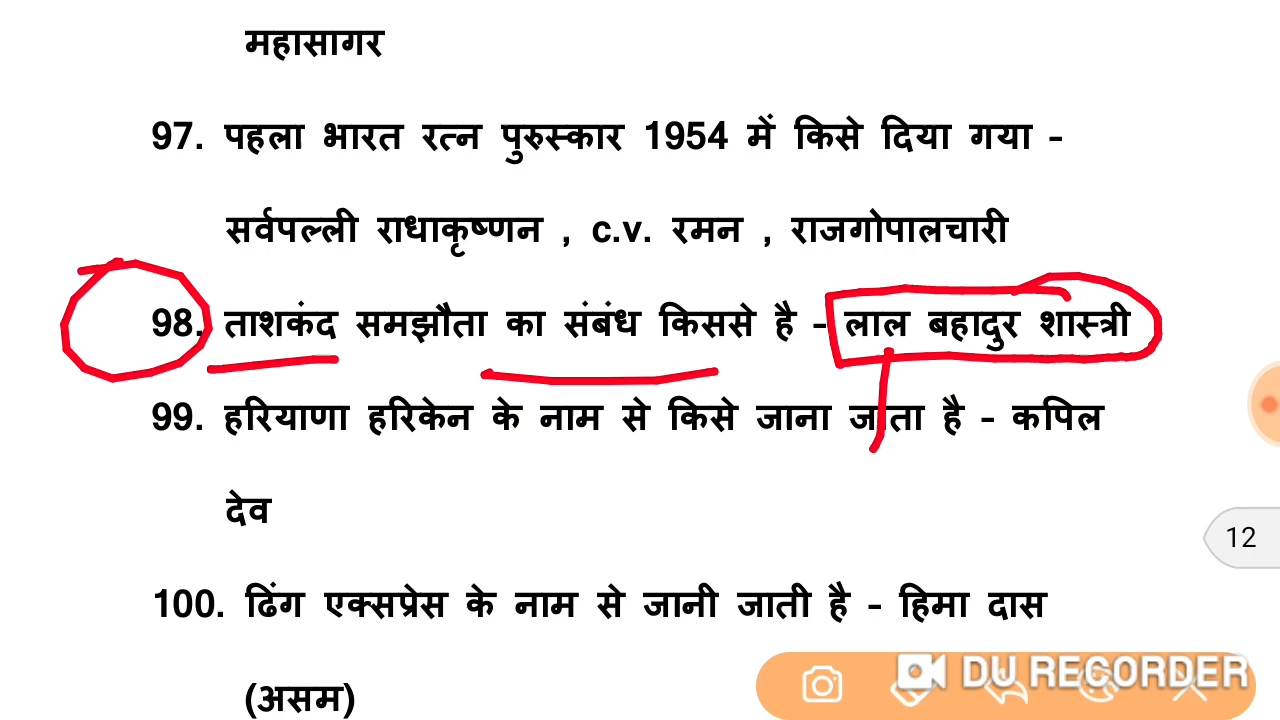 महासागर
97. पहला भारत रत्न पुरुस्कार 1954 में किसे दिया गया -
सर्वपल्ली राधाकृष्णन , c.v. रमन , राजगोपालचारी
98. ताशकंद समझौता का संबंध किससे है - लाल बहादुर शास्त्री
99. हरियाणा हरिकेन के नाम से किसे जाना जाता है - कपिल
देव
12
100. ढिंग एक्सप्रेस के नाम से जानी जाती है - हिमा दास
(असम)
DU RECORDER